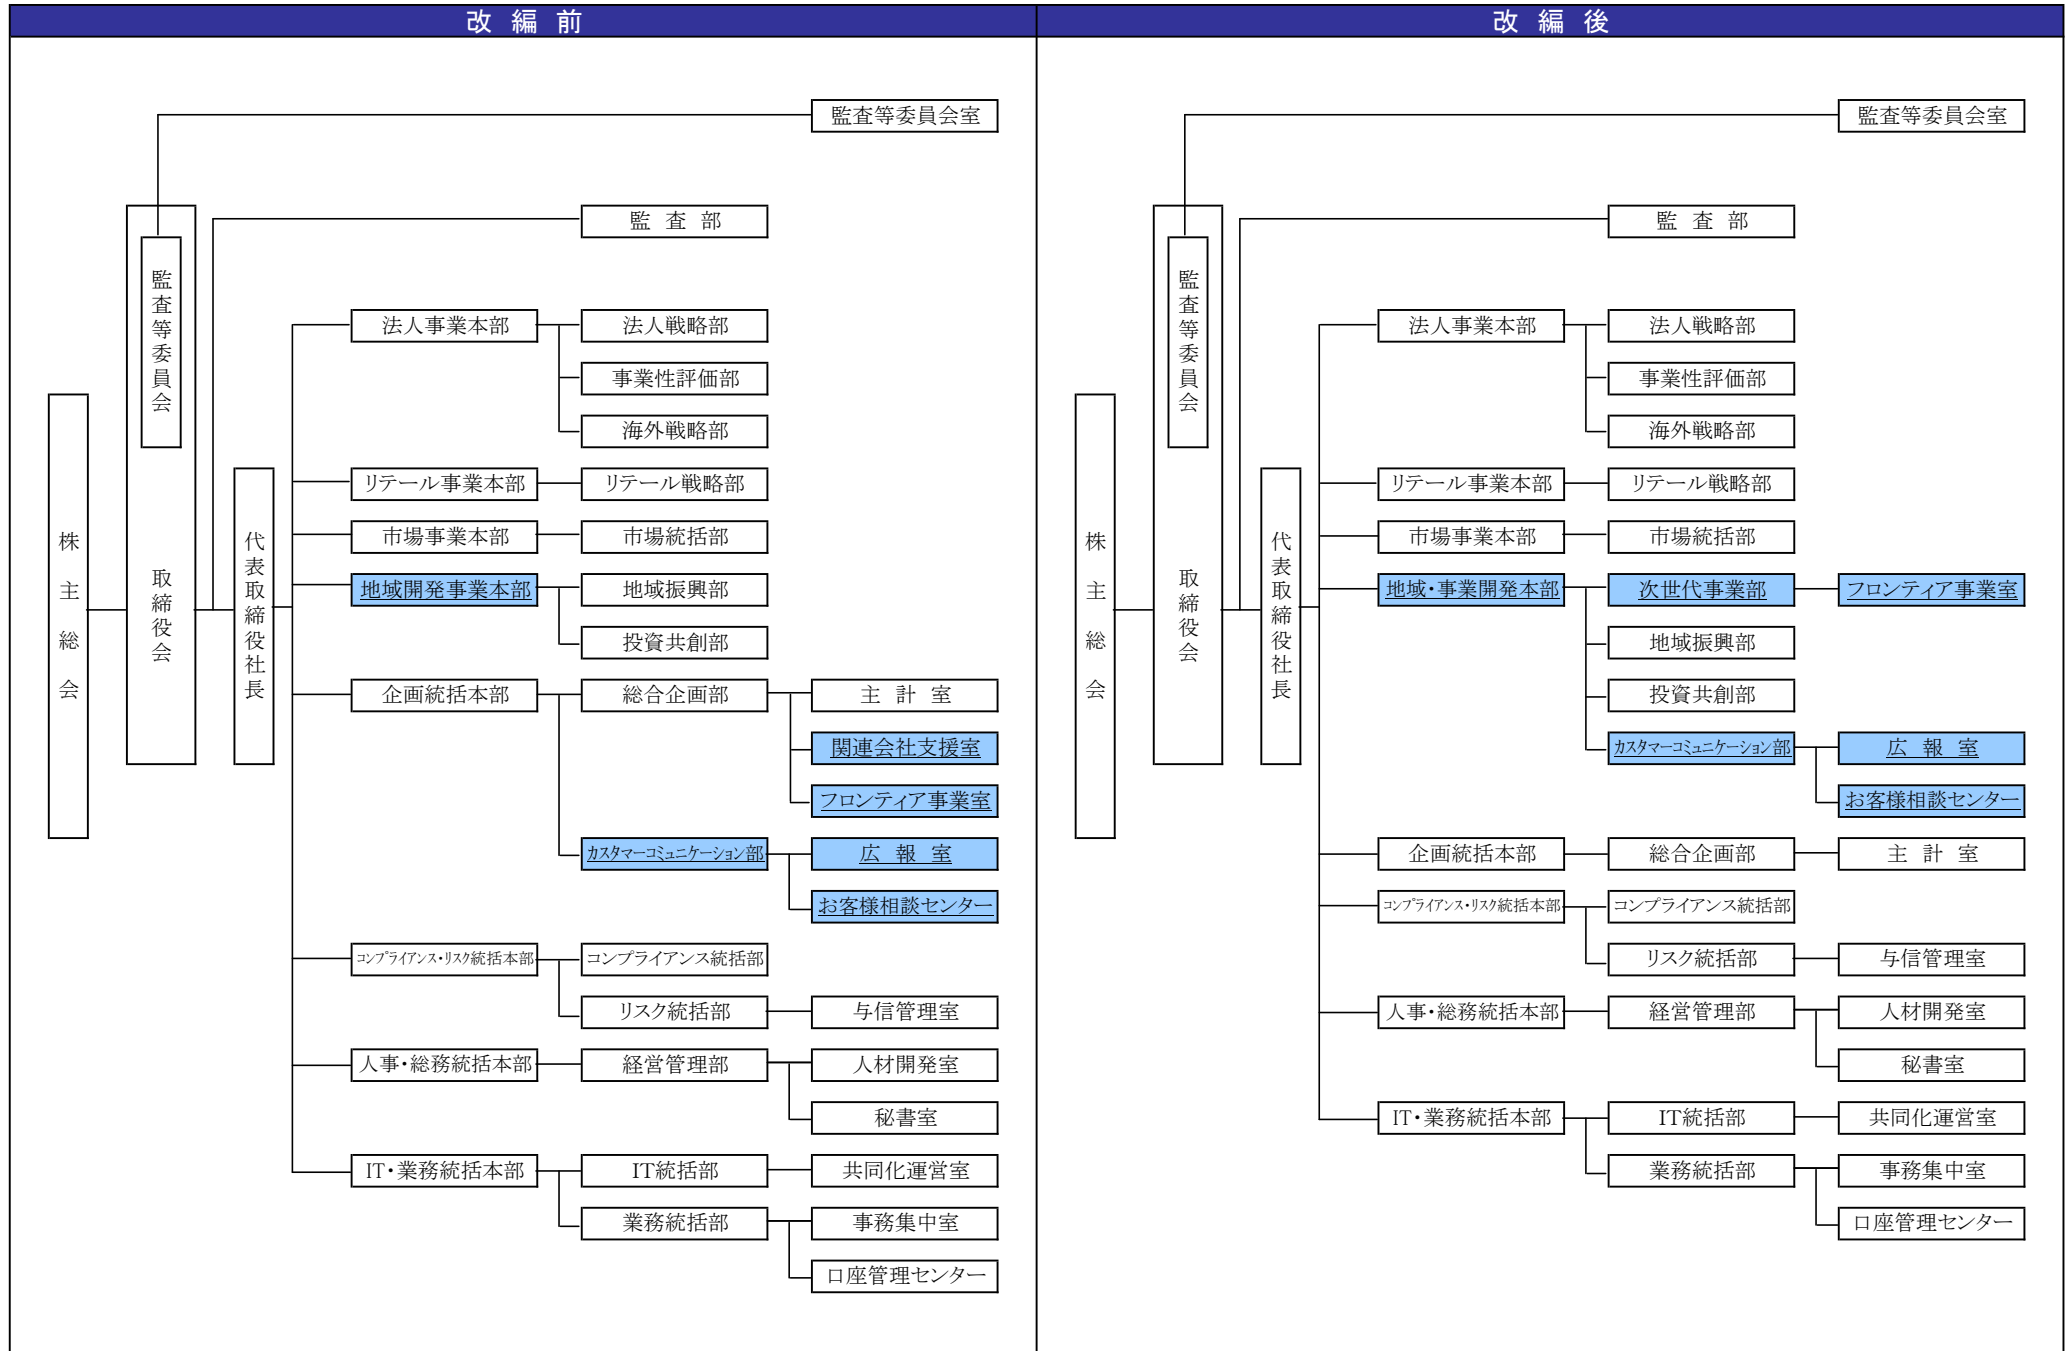 改 編 前
監査等委員会室
監 査 部
監査等委員会
法人事業本部
法人戦略部
事業性評価部
海外戦略部
株主総会
取締役会
代表取締役社長
リテール事業本部
リテール戦略部
市場事業本部
市場統括部
地域開発事業本部
地域振興部
投資共創部
企画統括本部
総合企画部
主 計 室
関連会社支援室
フロンティア事業室
カスタマーコミュニケーション部
広 報 室
お客様相談センター
コンプライアンス・リスク統括本部
コンプライアンス統括部
リスク統括部
与信管理室
人事・総務統括本部
経営管理部
人材開発室
秘書室
IT・業務統括本部
IT統括部
共同化運営室
業務統括部
事務集中室
口座管理センター
改 編 後
監査等委員会室
監 査 部
監査等委員会
法人事業本部
法人戦略部
事業性評価部
海外戦略部
株主総会
取締役会
代表取締役社長
リテール事業本部
リテール戦略部
市場事業本部
市場統括部
地域・事業開発本部
次世代事業部
フロンティア事業室
地域振興部
投資共創部
カスタマーコミュニケーション部
広 報 室
お客様相談センター
企画統括本部
総合企画部
主 計 室
コンプライアンス・リスク統括本部
コンプライアンス統括部
リスク統括部
与信管理室
人事・総務統括本部
経営管理部
人材開発室
秘書室
IT・業務統括本部
IT統括部
共同化運営室
業務統括部
事務集中室
口座管理センター